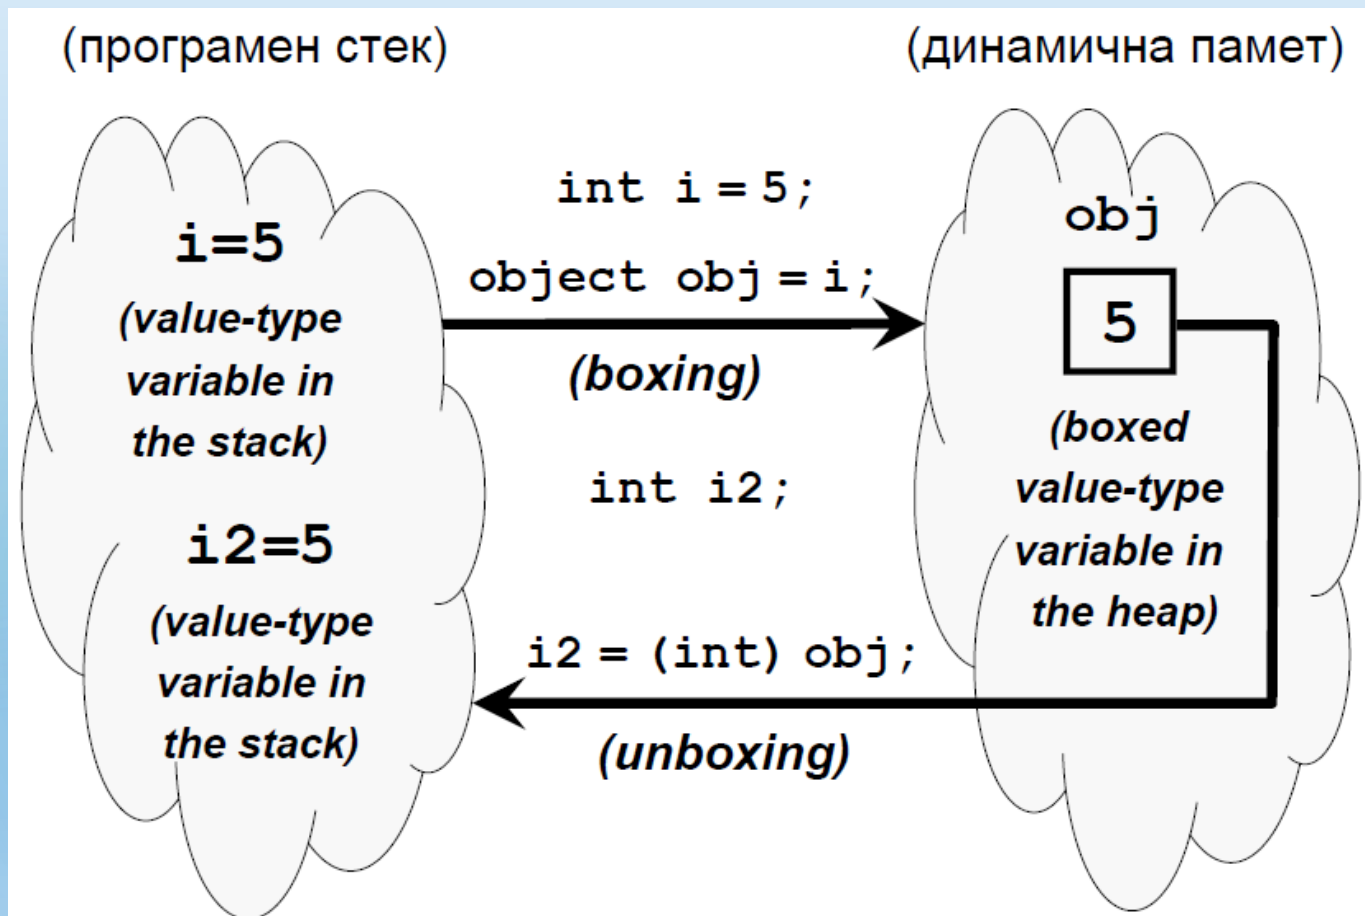 (програмен стек)
(динамична памет)
i=5
(value-type
variable in
the stack)
i2=5
(value-type
variable in
the stack)
int i = 5;
object obj = i;
(boxing)
int i2;
i2 = (int) obj;
(unboxing)
obj
5
(boxed
value-type
variable in
the heap)